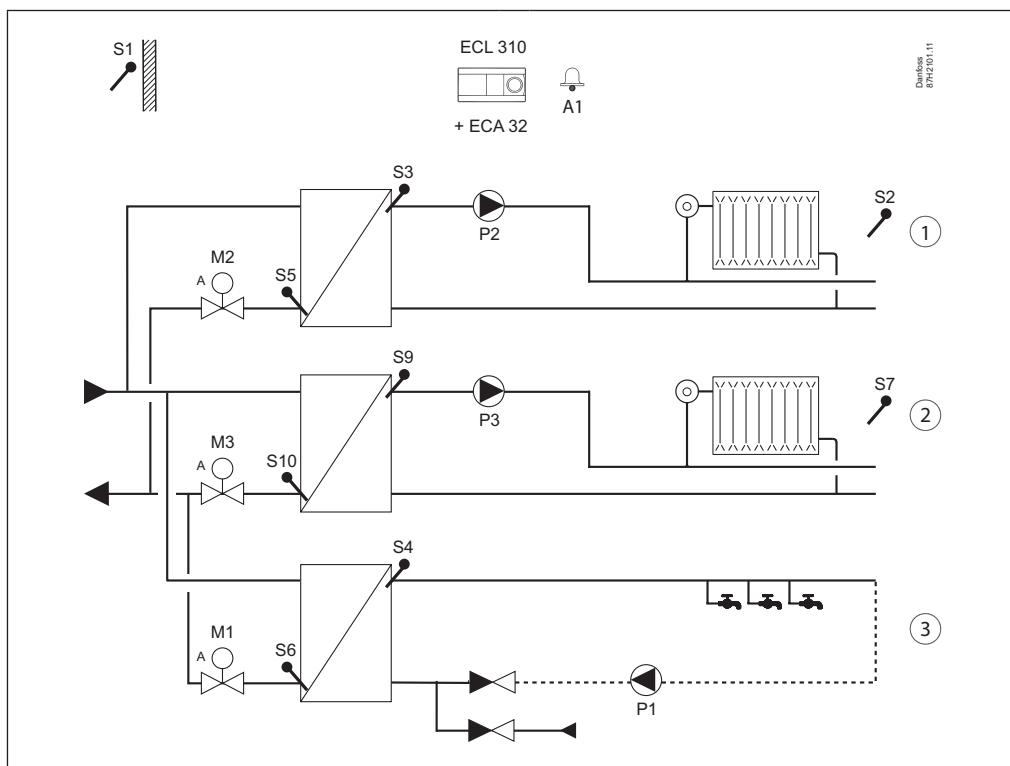 S1
ECL 310
A1
+ ECA 32
Danfoss
87H2101.11
S3
P2
S2
1
M2
A
S5
S9
P3
S7
2
M3
A
S10
S4
3
M1
A
S6
P1